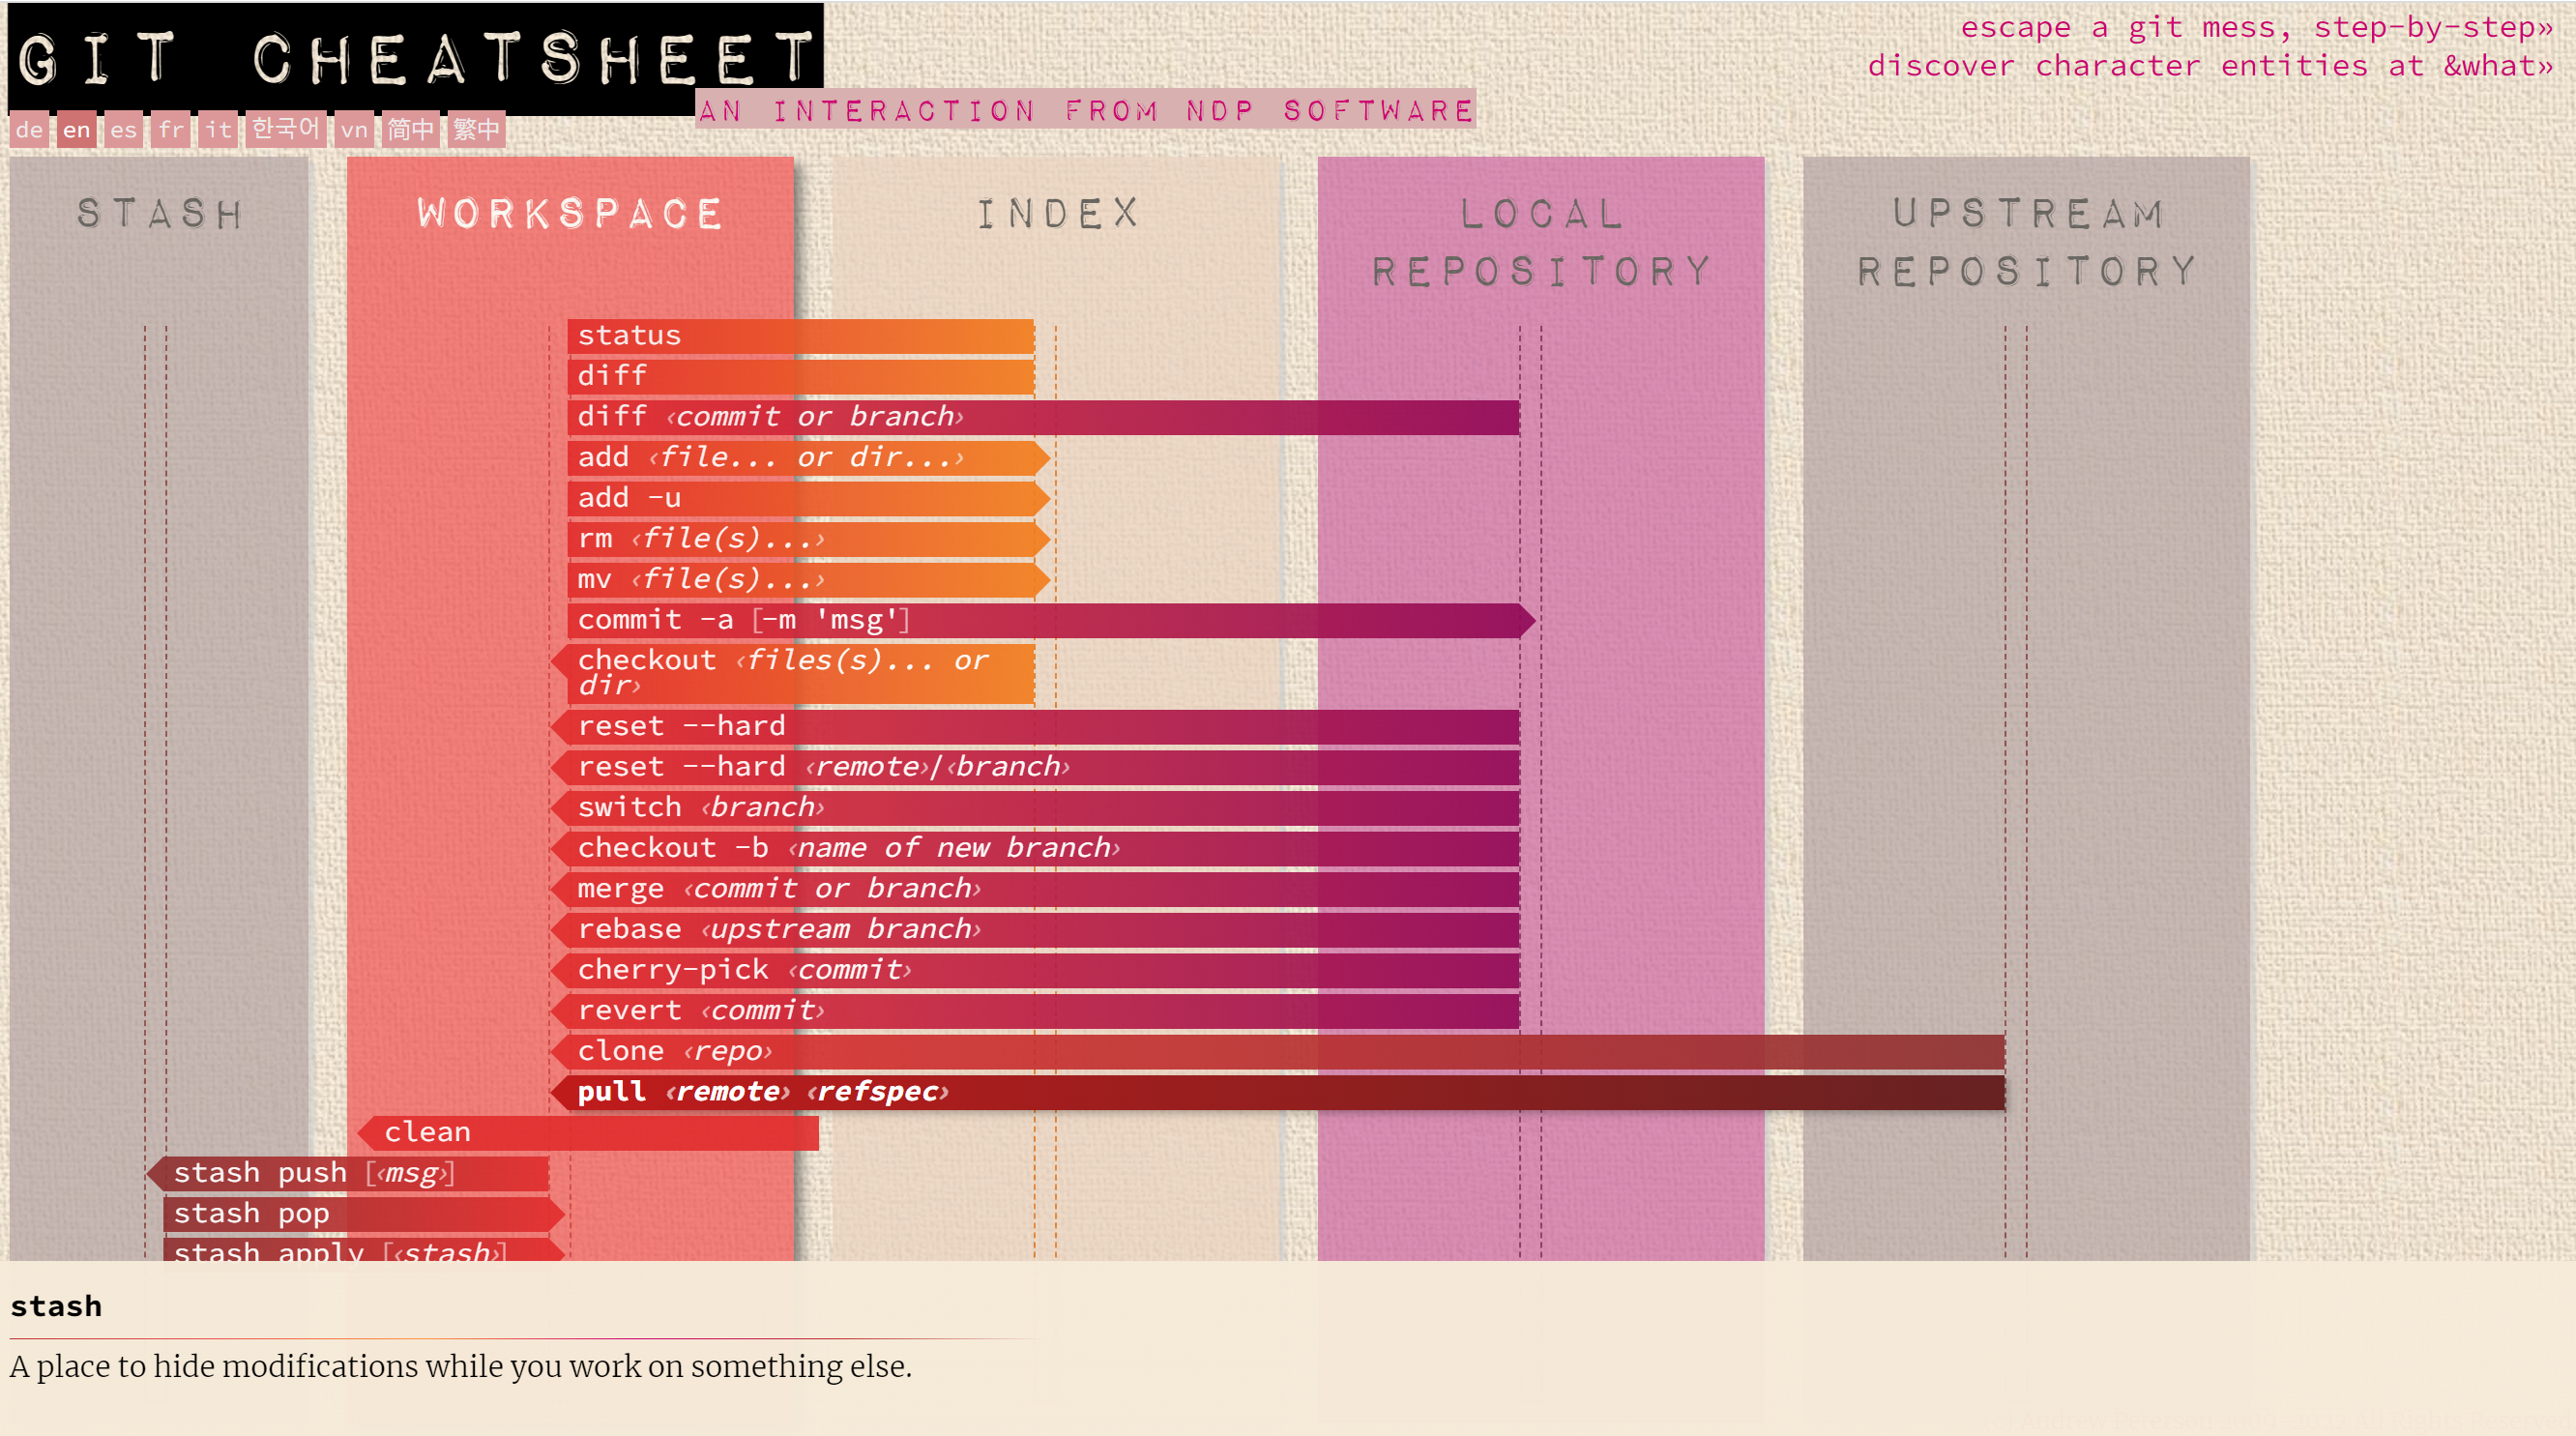 GIT CHEATSHEET
escape a git mess, step-by-step»
discover character entities at &what»
AN INTERACTION FROM NDP SOFTWARE
de en es fr it 한국어 vn 简中 繁中
STASH
WORKSPACE
INDEX
LOCAL
REPOSITORY
UPSTREAM
REPOSITORY
status
diff
diff ‹commit or branch›
add ‹file... or dir...›
add -u
rm ‹file(s)...›
mv ‹file(s)...›
commit -a [-m 'msg']
checkout ‹files(s)... or
dir›
reset --hard
reset --hard ‹remote›/‹branch›
switch ‹branch›
checkout -b ‹name of new branch›
merge ‹commit or branch›
rebase ‹upstream branch›
cherry-pick ‹commit›
revert ‹commit›
clone ‹repo›
pull ‹remote› ‹refspec›
clean
stash push [‹msg›]
stash pop
stash apply [‹stash›]
stash
A place to hide modifications while you work on something else.